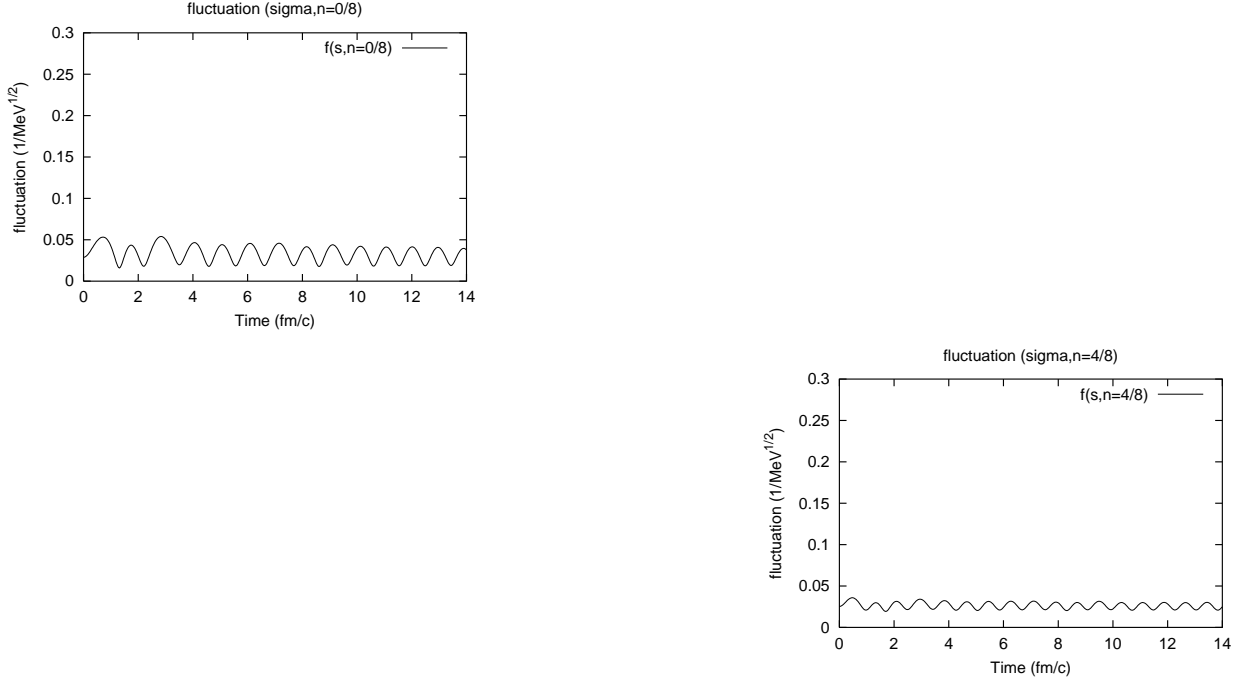 fluctuation (sigma,n=0/8)
f(s,n=0/8)
fluctuation (1/MeV^1/2)
0.3
0.25
0.2
0.15
0.1
0.05
0
0 2 4 6 8 10 12 14
Time (fm/c)
fluctuation (sigma,n=4/8)
f(s,n=4/8)
fluctuation (1/MeV^1/2)
0.3
0.25
0.2
0.15
0.1
0.05
0
0 2 4 6 8 10 12 14
Time (fm/c)